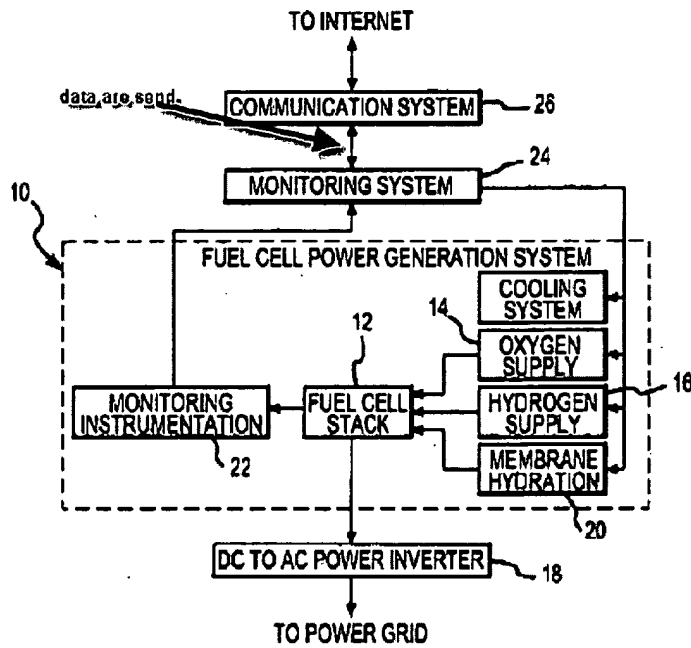 TO INTERNET
data are send
COMMUNICATION SYSTEM
26
24
MONITORING SYSTEM
10
FUEL CELL POWER GENERATION SYSTEM
COOLING
SYSTEM
14
12
OXYGEN
SUPPLY
16
MONITORING
INSTRUMENTATION
FUEL CELL
STACK
HYDROGEN
SUPPLY
22
MEMBRANE
HYDRATION
20
DC TO AC POWER INVERTER
18
TO POWER GRID